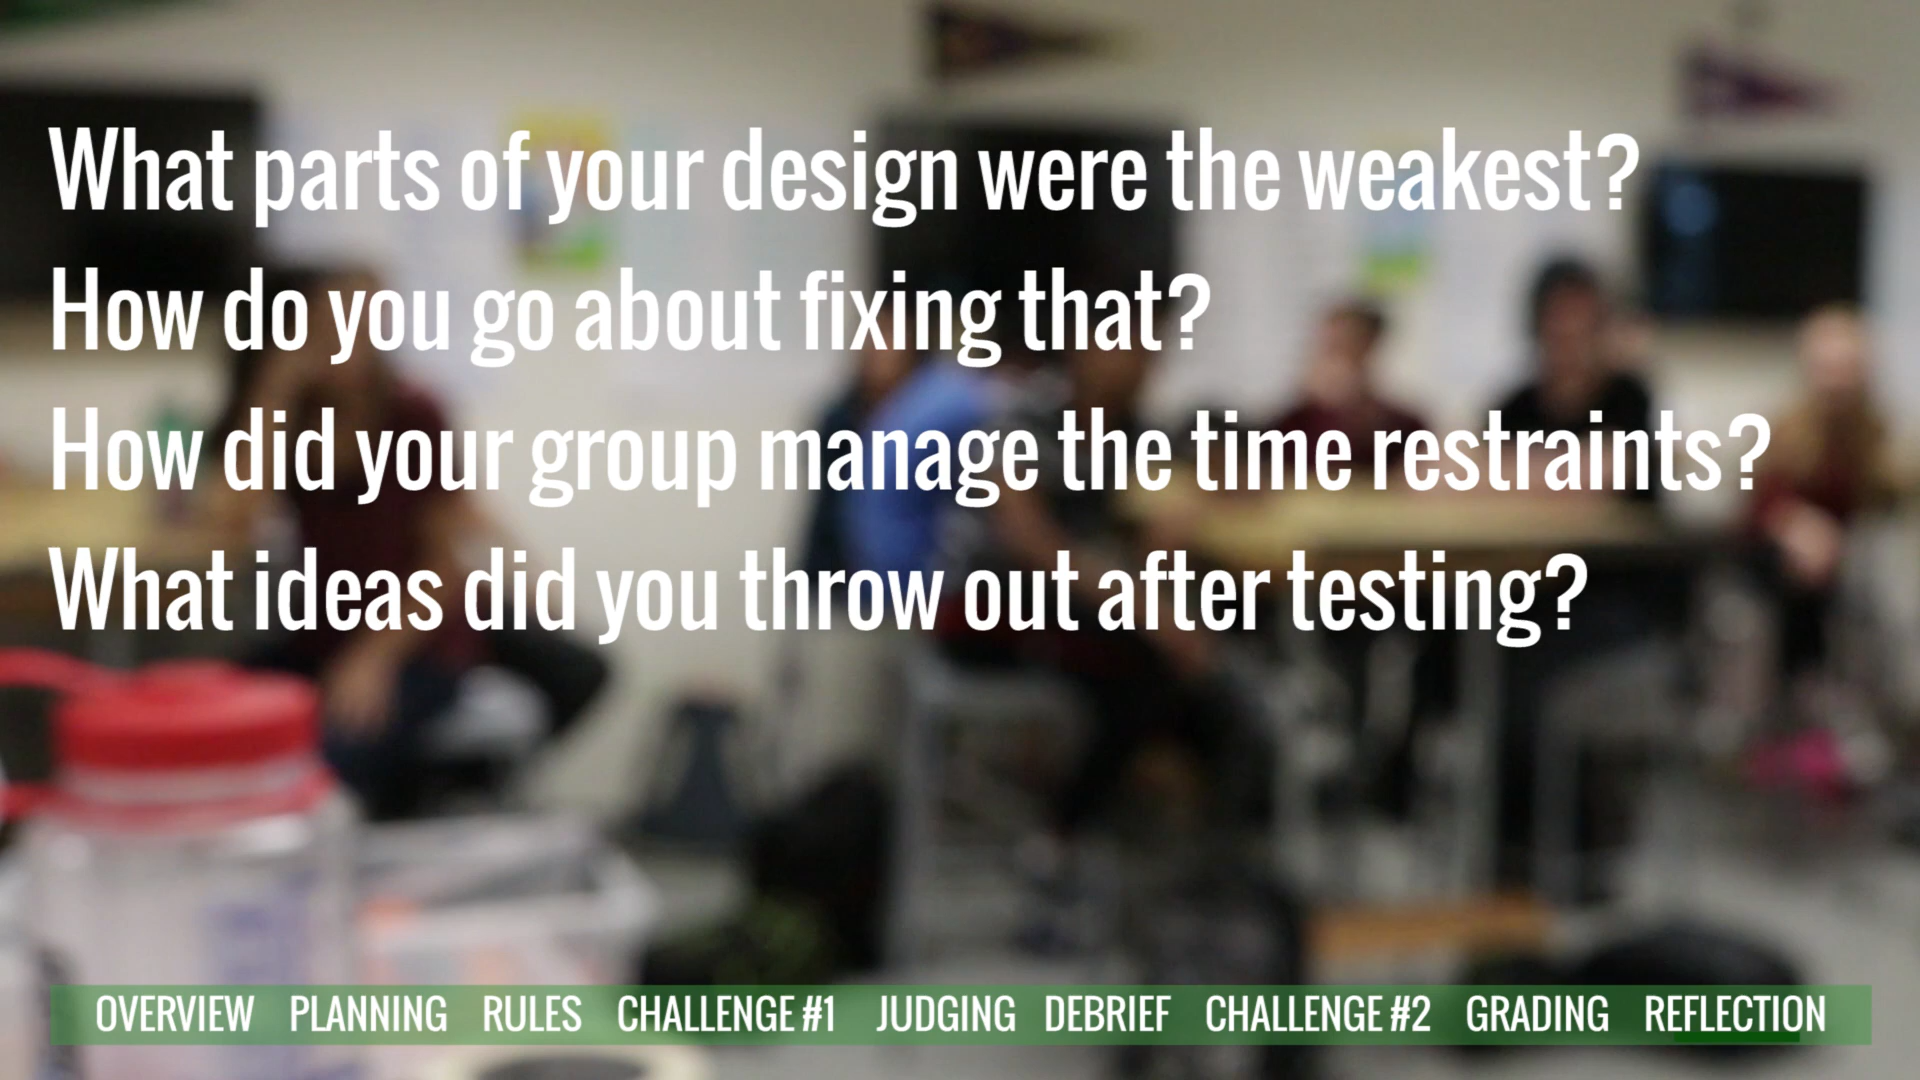 What parts of your design were the weakest?
How do you go about fixing that?
How did your group manage the time restraints?
What ideas did you throw out after testing?
OVERVIEW PLANNING RULES CHALLENGE #1 JUDGING DEBRIEF CHALLENGE #2 GRADING REFLECTION